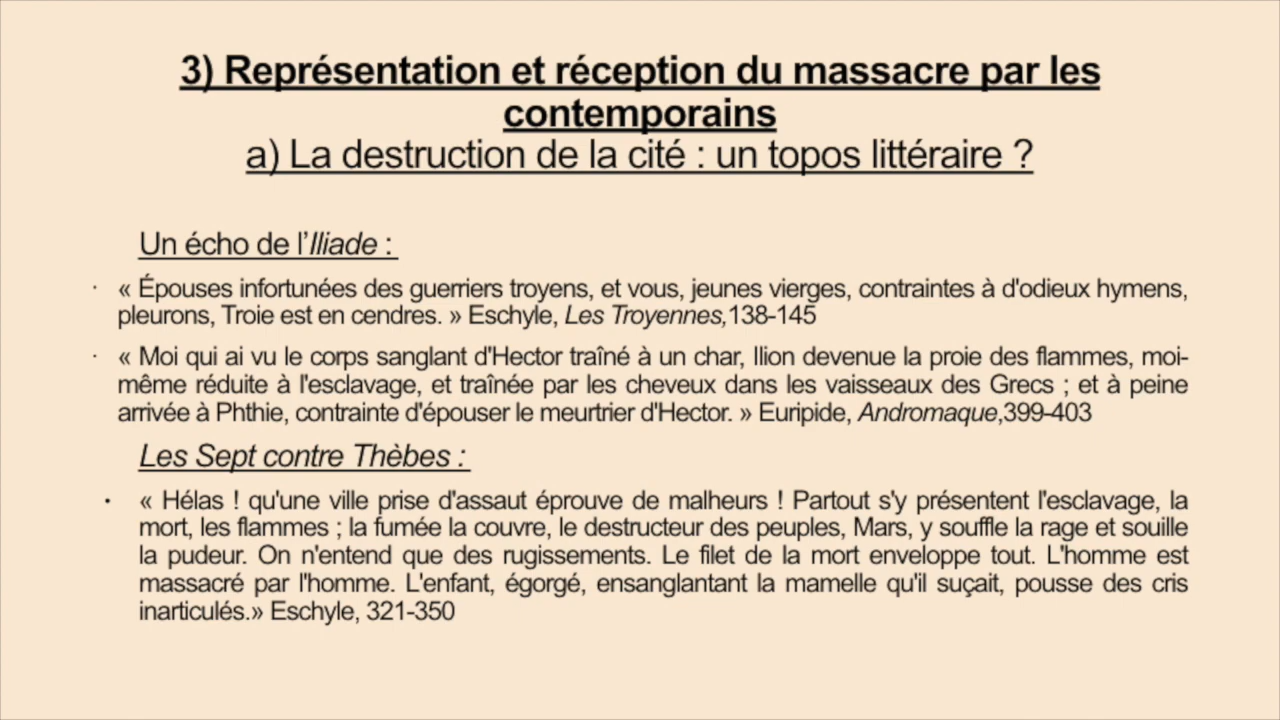 3) Représentation et réception du massacre par les
contemporains
a) La destruction de la cité : un topos littéraire ?
Un écho de l'Iliade :
· « Épouses infortunées des guerriers troyens, et vous, jeunes vierges, contraintes à d'odieux hymens,
pleurons, Troie est en cendres. » Eschyle, Les Troyennes,138-145
· « Moi qui ai vu le corps sanglant d'Hector traîné à un char, Ilion devenue la proie des flammes, moi-
même réduite à l'esclavage, et traînée par les cheveux dans les vaisseaux des Grecs ; et à peine
arrivée à Phthie, contrainte d'épouser le meurtrier d'Hector. » Euripide, Andromaque,399-403
Les Sept contre Thèbes :
· « Hélas ! qu'une ville prise d'assaut éprouve de malheurs ! Partout s'y présentent l'esclavage, la
mort, les flammes ; la fumée la couvre, le destructeur des peuples, Mars, y souffle la rage et souille
la pudeur. On n'entend que des rugissements. Le filet de la mort enveloppe tout. L'homme est
massacré par l'homme. L'enfant, égorgé, ensanglantant la mamelle qu'il suçait, pousse des cris
inarticulés.» Eschyle, 321-350